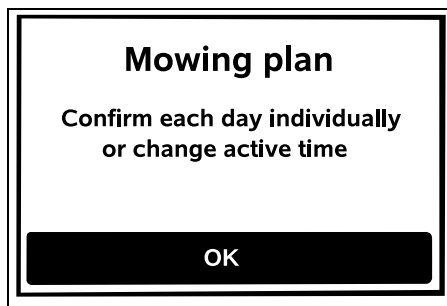 Mowing plan
Confirm each day individually
or change active time
OK